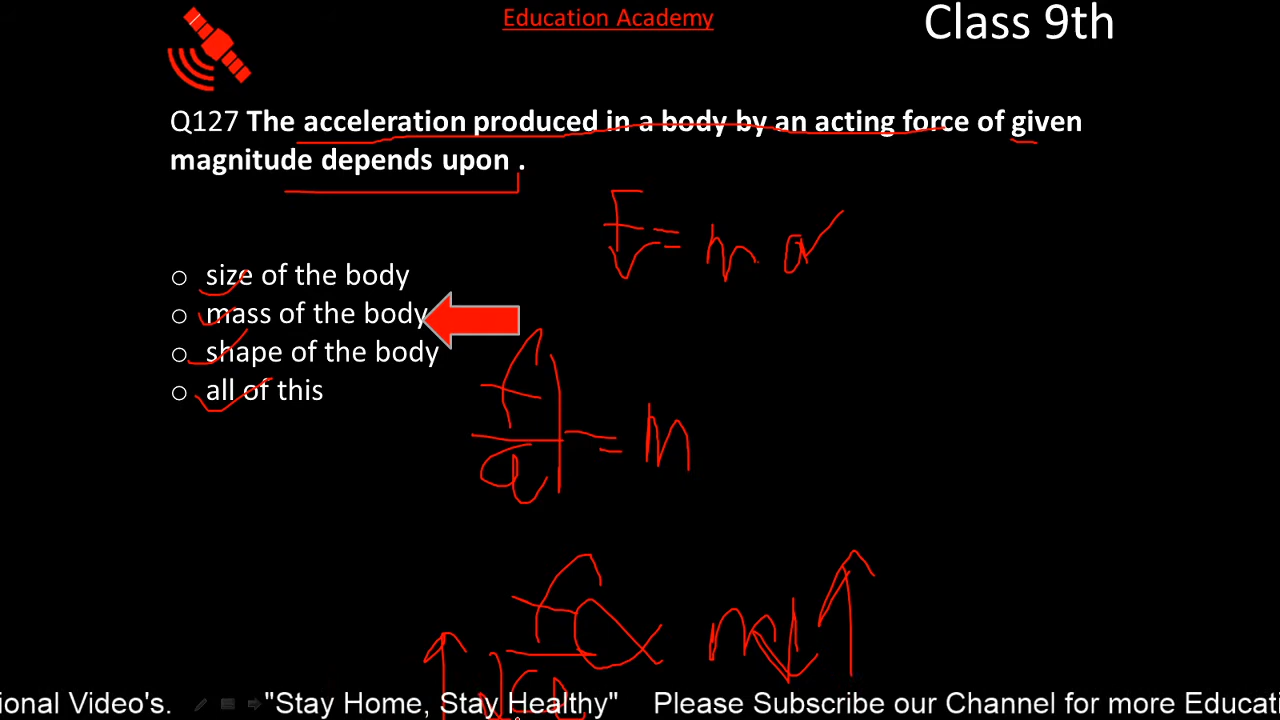 Education Academy
Class 9th
Q127 The acceleration produced in a body by an acting force of given
magnitude depends upon .
size of the body
mass of the body
shape of the body
all of this
F = m a
f/a = m
f/a ∝ m
ional Video's. "Stay Home, Stay Healthy" Please Subscribe our Channel for more Educati